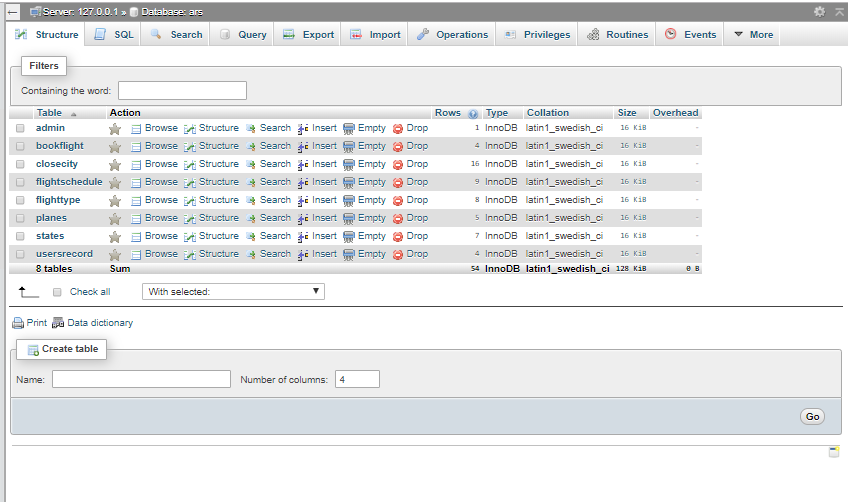 Server: 127.0.0.1 » Database: ars
Structure SQL Search Query Export Import Operations Privileges Routines Events More
Filters
Containing the word:
Table Action Rows Type Collation Size Overhead
admin Browse Structure Search Insert Empty Drop 1 InnoDB latin1_swedish_ci 16 KiB -
bookflight Browse Structure Search Insert Empty Drop 4 InnoDB latin1_swedish_ci 16 KiB -
closecity Browse Structure Search Insert Empty Drop 16 InnoDB latin1_swedish_ci 16 KiB -
flightschedule Browse Structure Search Insert Empty Drop 9 InnoDB latin1_swedish_ci 16 KiB -
flighttype Browse Structure Search Insert Empty Drop 8 InnoDB latin1_swedish_ci 16 KiB -
planes Browse Structure Search Insert Empty Drop 5 InnoDB latin1_swedish_ci 16 KiB -
states Browse Structure Search Insert Empty Drop 7 InnoDB latin1_swedish_ci 16 KiB -
usersrecord Browse Structure Search Insert Empty Drop 4 InnoDB latin1_swedish_ci 16 KiB -
8 tables Sum 54 InnoDB latin1_swedish_ci 128 KiB 0 B
Check all With selected:
Print Data dictionary
Create table
Name: Number of columns: 4
Go